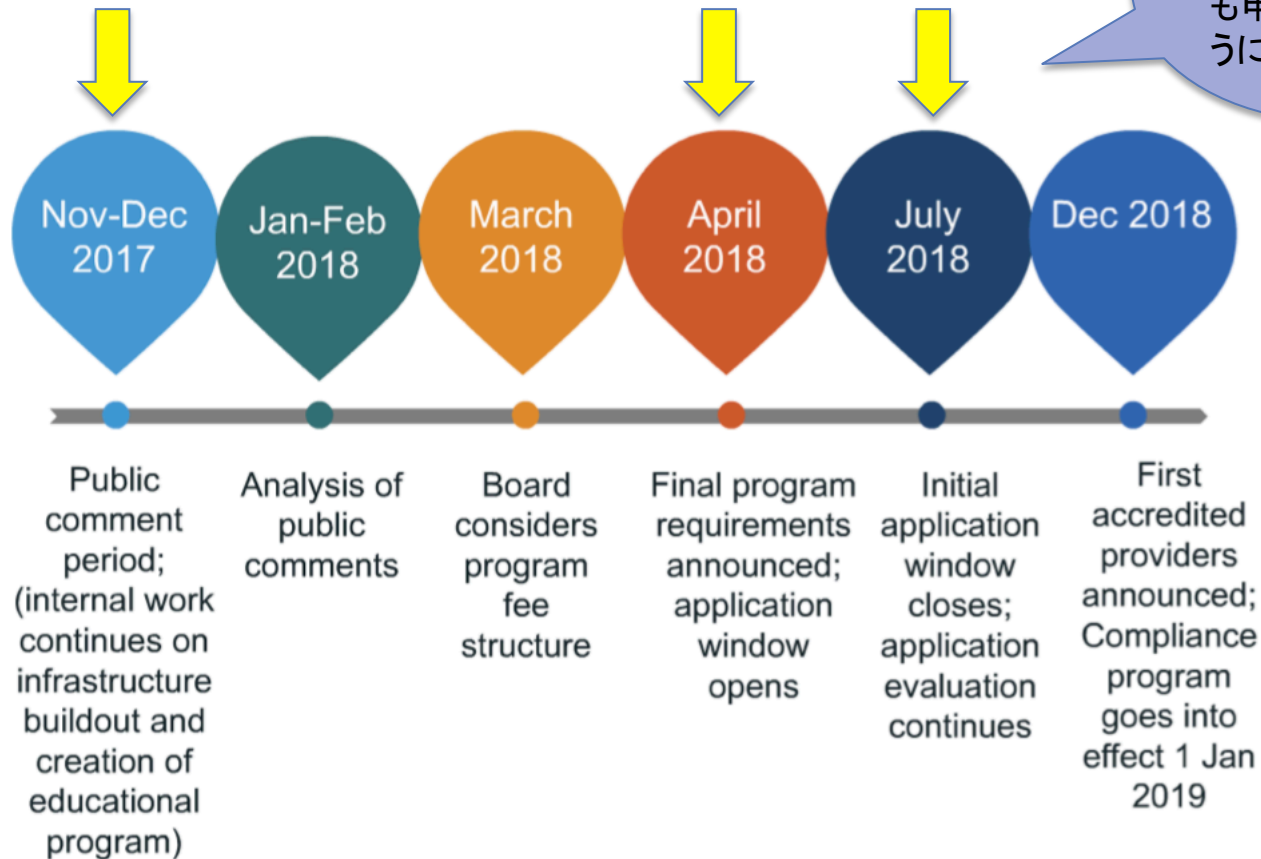 うに
Nov-Dec
2017
Jan-Feb
2018
March
2018
April
2018
July
2018
Dec 2018
Public
comment
period;
(internal work
continues on
infrastructure
buildout and
creation of
educational
program)
Analysis of
public
comments
Board
considers
program
fee
structure
Final program
requirements
announced;
application
window
opens
Initial
application
window
closes;
application
evaluation
continues
First
accredited
providers
announced;
Compliance
program
goes into
effect 1 Jan
2019